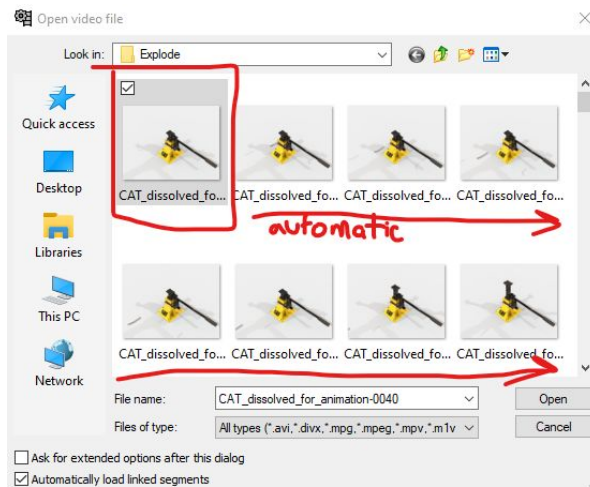 Open video file
Look in: Explode
Quick access
Desktop
Libraries
This PC
Network
CAT_dissolved_fo... CAT_dissolved_fo... CAT_dissolved_fo... CAT_dissolved_fo...
automatic
CAT_dissolved_fo... CAT_dissolved_fo... CAT_dissolved_fo... CAT_dissolved_fo...
File name: CAT_dissolved_for_animation-0040 Open
Files of type: All types (*.avi,*.divx,*.mpg,*.mpeg,*.mpv,*.m1v Cancel
Ask for extended options after this dialog
Automatically load linked segments